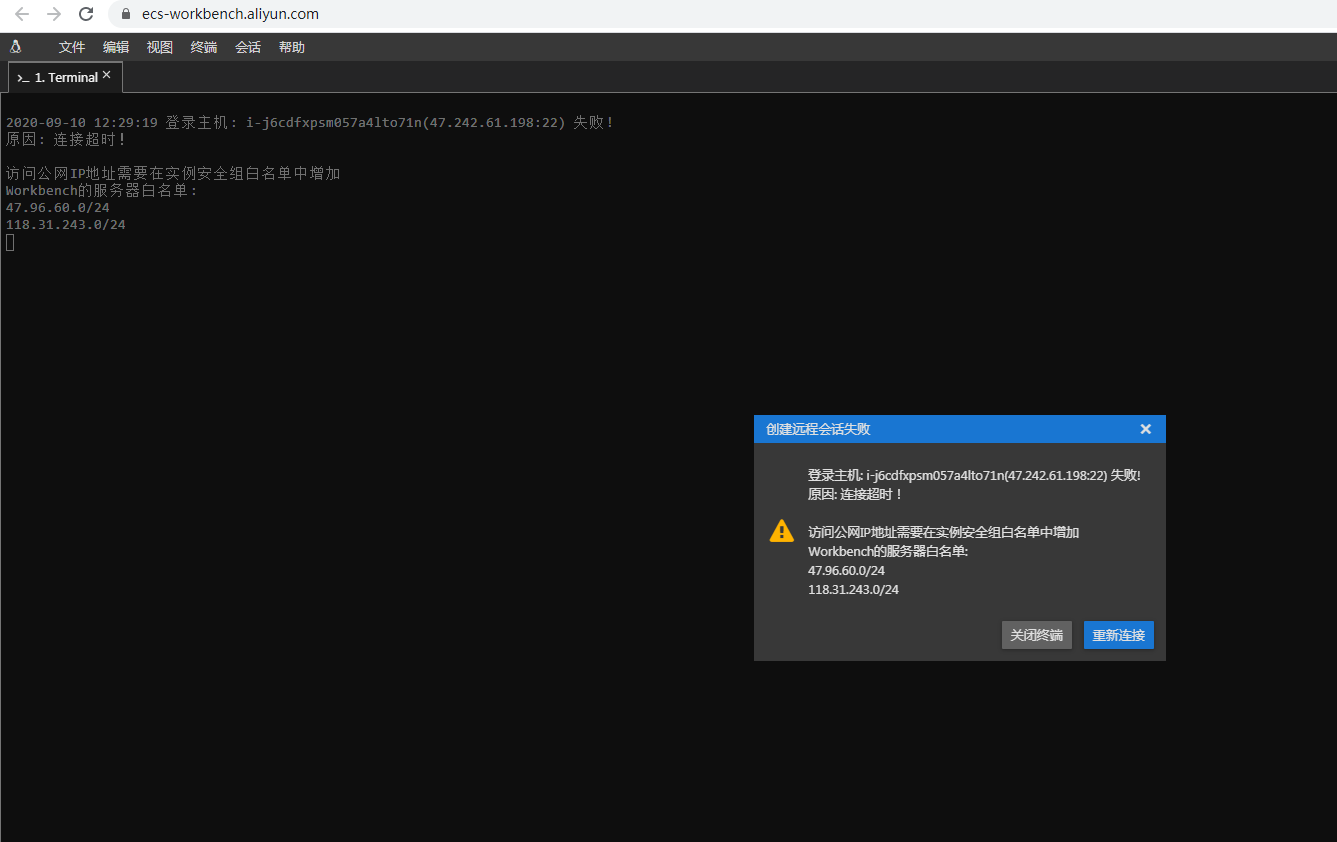 ecs-workbench.aliyun.com
文件 编辑 视图 终端 会话 帮助
>_ 1. Terminal ×
2020-09-10 12:29:19 登录主机: i-j6cdfxpsm057a4lto71n(47.242.61.198:22) 失败!
原因: 连接超时!
访问公网IP地址需要在实例安全组白名单中增加
Workbench的服务器白名单:
47.96.60.0/24
118.31.243.0/24
创建远程会话失败 ×
登录主机: i-j6cdfxpsm057a4lto71n(47.242.61.198:22) 失败!
原因: 连接超时！
访问公网IP地址需要在实例安全组白名单中增加
Workbench的服务器白名单:
47.96.60.0/24
118.31.243.0/24
关闭终端 重新连接